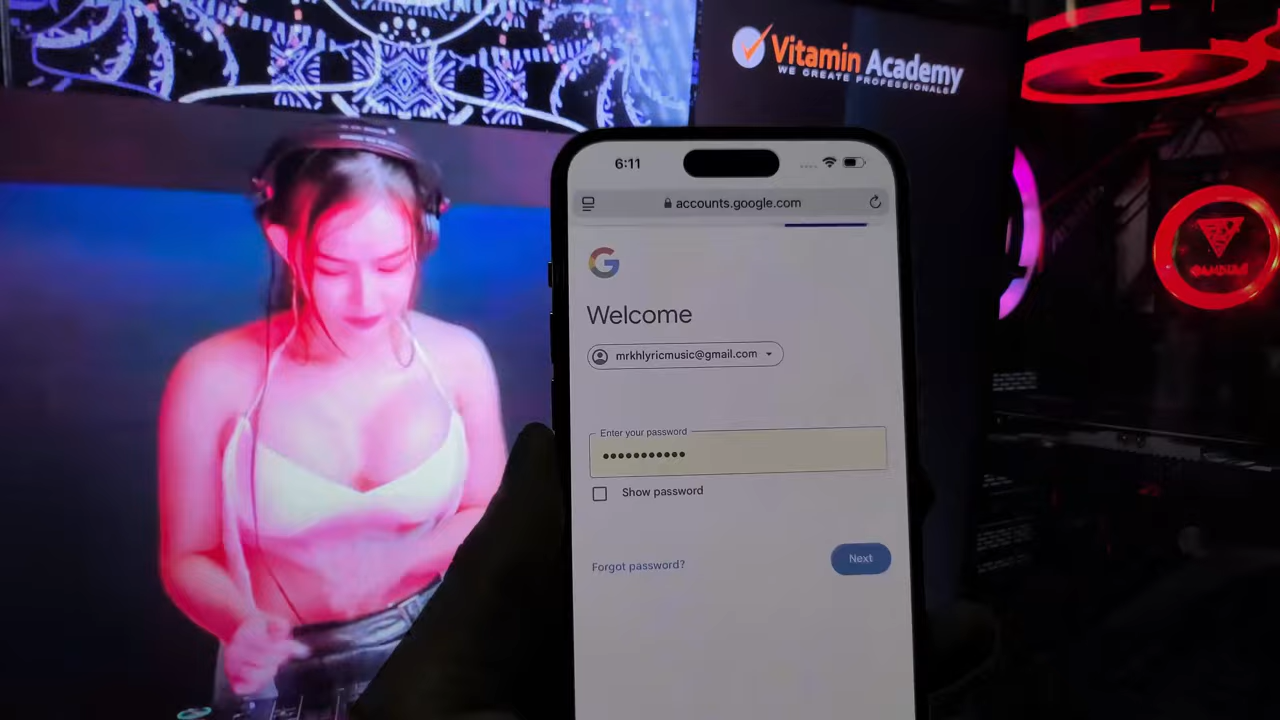 Vitamin Academy
WE CREATE PROFESSIONALS
6:11
accounts.google.com
Welcome
mrkhlyricmusic@gmail.com
Enter your password
•••••••••••
Show password
Forgot password?
Next